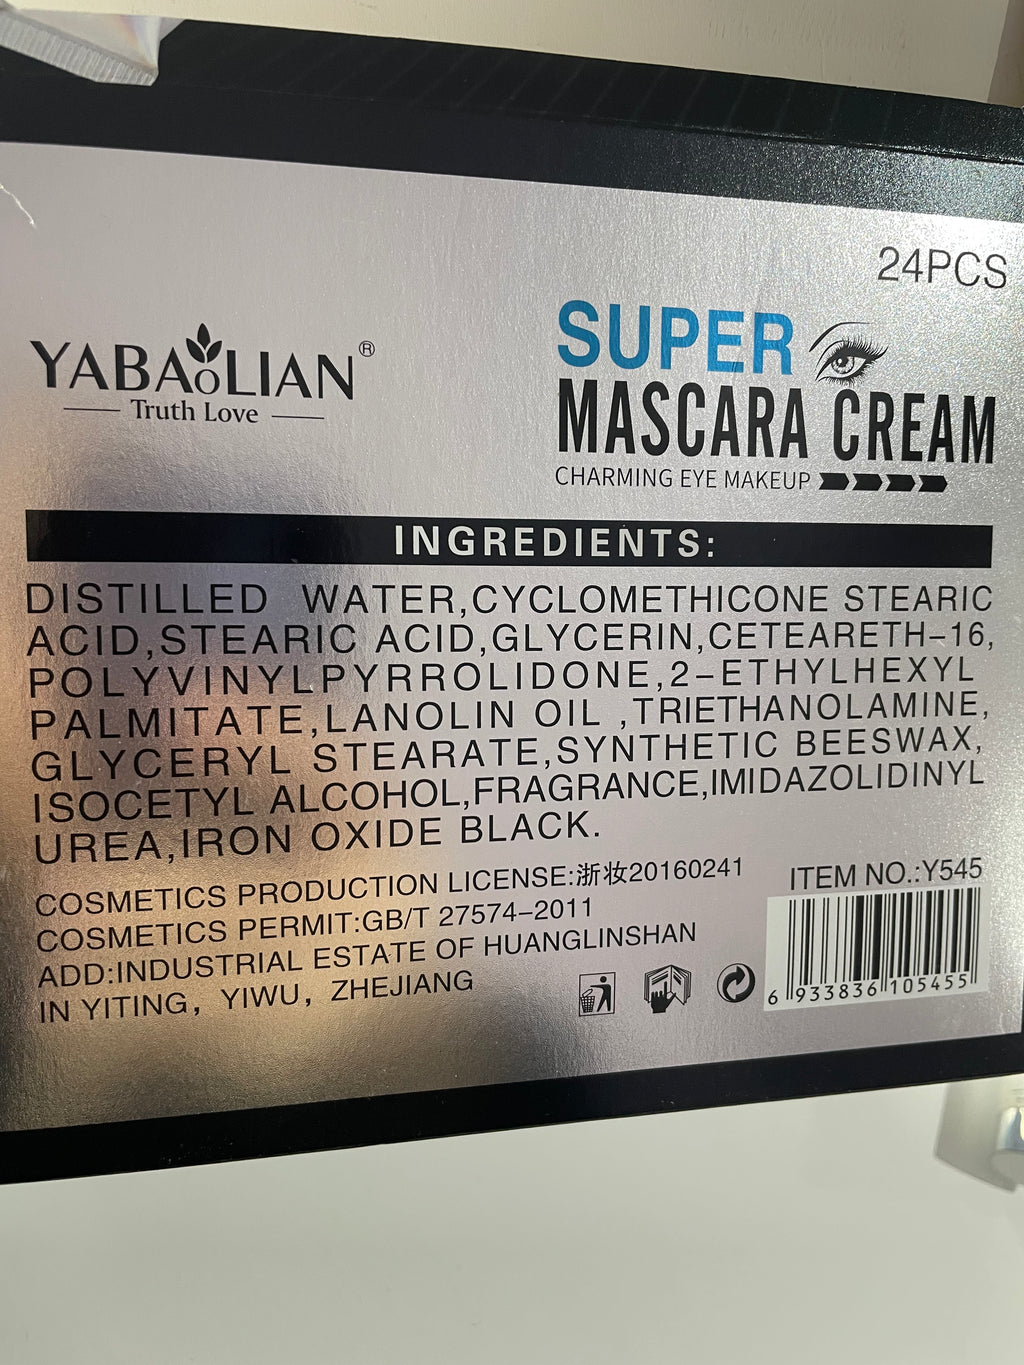 24PCS
YABAoLIAN®
Truth Love
SUPER
MASCARA CREAM
CHARMING EYE MAKEUP
INGREDIENTS:
DISTILLED WATER,CYCLOMETHICONE STEARIC
ACID,STEARIC ACID,GLYCERIN,CETEARETH-16,
POLYVINYLPYRROLIDONE,2-ETHYLHEXYL
PALMITATE,LANOLIN OIL ,TRIETHANOLAMINE,
GLYCERYL STEARATE,SYNTHETIC BEESWAX,
ISOCETYL ALCOHOL,FRAGRANCE,IMIDAZOLIDINYL
UREA,IRON OXIDE BLACK.
COSMETICS PRODUCTION LICENSE:浙妆20160241
COSMETICS PERMIT:GB/T 27574-2011
ADD:INDUSTRIAL ESTATE OF HUANGLINSHAN
IN YITING, YIWU, ZHEJIANG
ITEM NO.:Y545
6 933836 105455